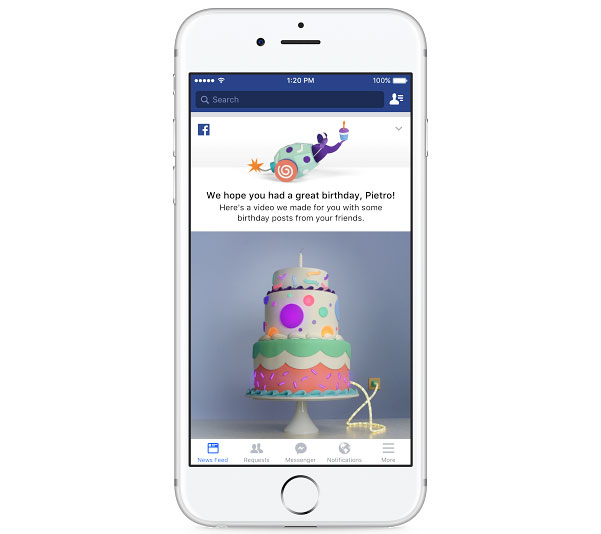 1:20 PM
100%
Search
We hope you had a great birthday, Pietro!
Here's a video we made for you with some
birthday posts from your friends.
News Feed
Requests
Messenger
Notifications
More